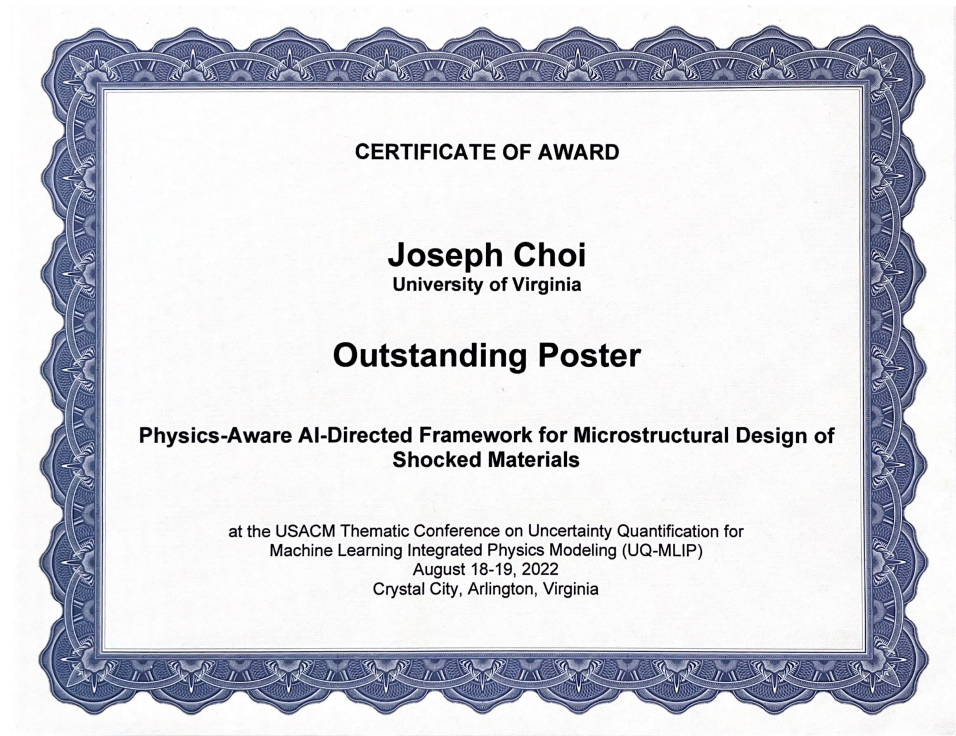 CERTIFICATE OF AWARD
Joseph Choi
University of Virginia
Outstanding Poster
Physics-Aware AI-Directed Framework for Microstructural Design of
Shocked Materials
at the USACM Thematic Conference on Uncertainty Quantification for
Machine Learning Integrated Physics Modeling (UQ-MLIP)
August 18-19, 2022
Crystal City, Arlington, Virginia